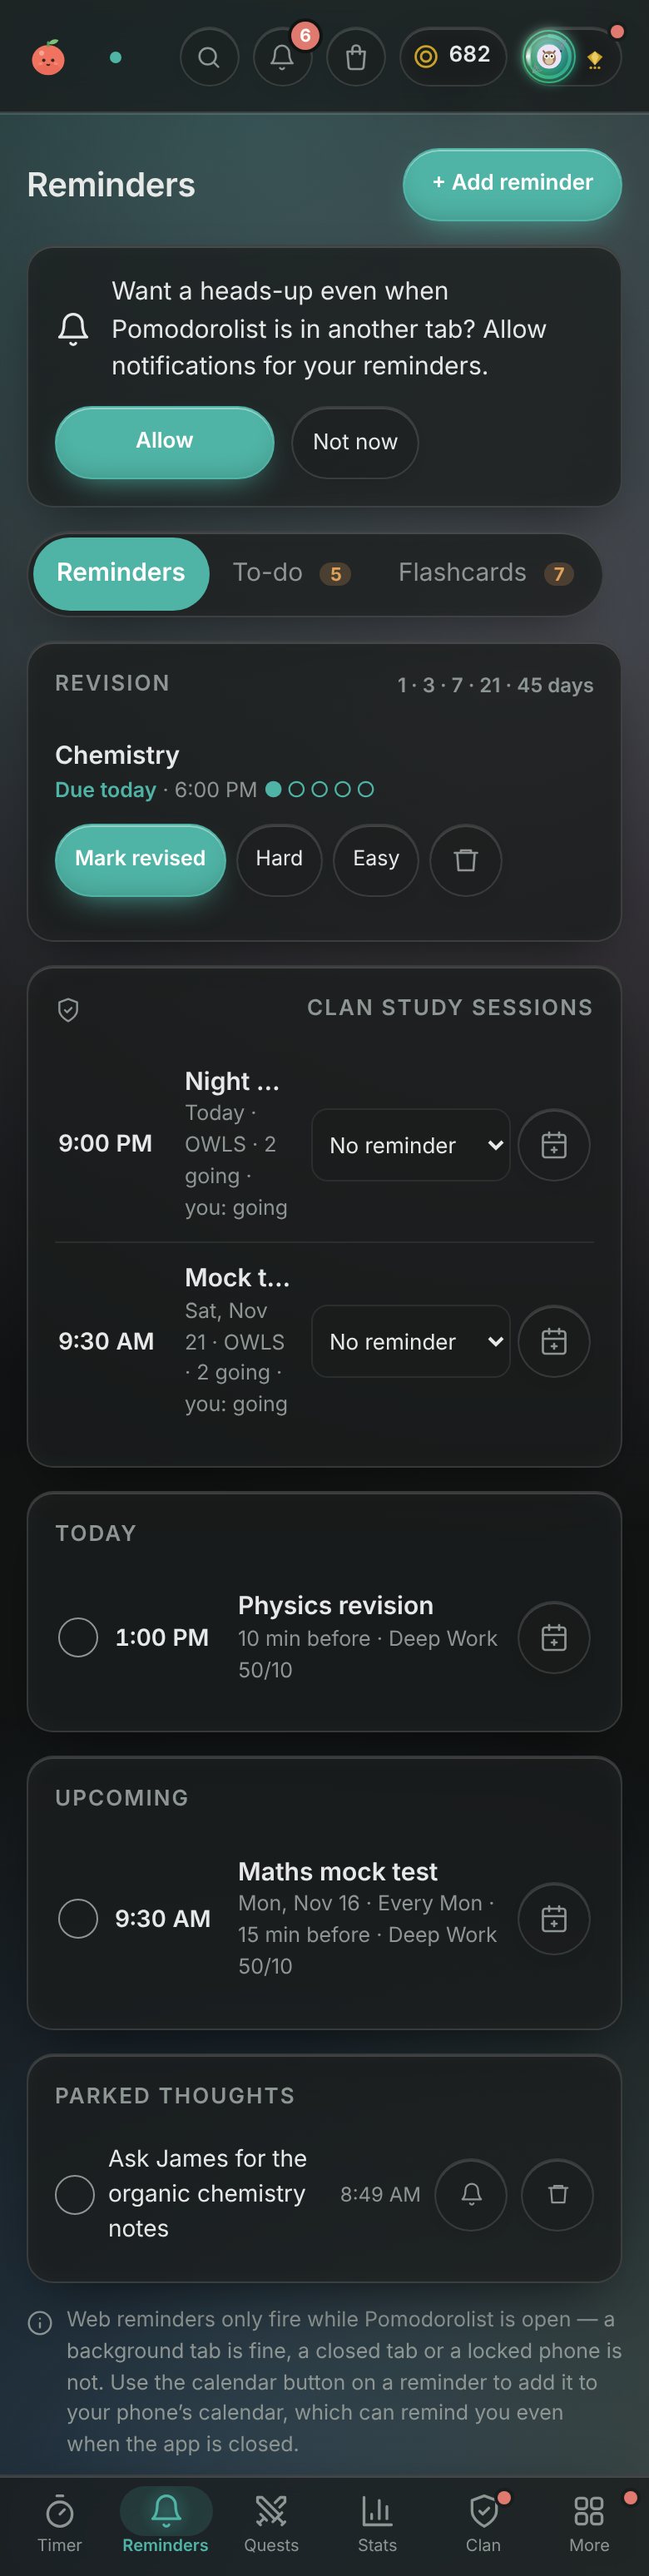 6
682
Reminders
+ Add reminder
Want a heads-up even when
Pomodorolist is in another tab? Allow
notifications for your reminders.
Allow
Not now
Reminders
To-do 5
Flashcards 7
REVISION
1 · 3 · 7 · 21 · 45 days
Chemistry
Due today · 6:00 PM
Mark revised
Hard
Easy
CLAN STUDY SESSIONS
9:00 PM
Night ...
Today ·
OWLS · 2
going ·
you: going
No reminder
9:30 AM
Mock t...
Sat, Nov
21 · OWLS
· 2 going ·
you: going
No reminder
TODAY
1:00 PM
Physics revision
10 min before · Deep Work
50/10
UPCOMING
9:30 AM
Maths mock test
Mon, Nov 16 · Every Mon ·
15 min before · Deep Work
50/10
PARKED THOUGHTS
Ask James for the
organic chemistry
notes
8:49 AM
Web reminders only fire while Pomodorolist is open — a
background tab is fine, a closed tab or a locked phone is
not. Use the calendar button on a reminder to add it to
your phone’s calendar, which can remind you even
when the app is closed.
Timer
Reminders
Quests
Stats
Clan
More